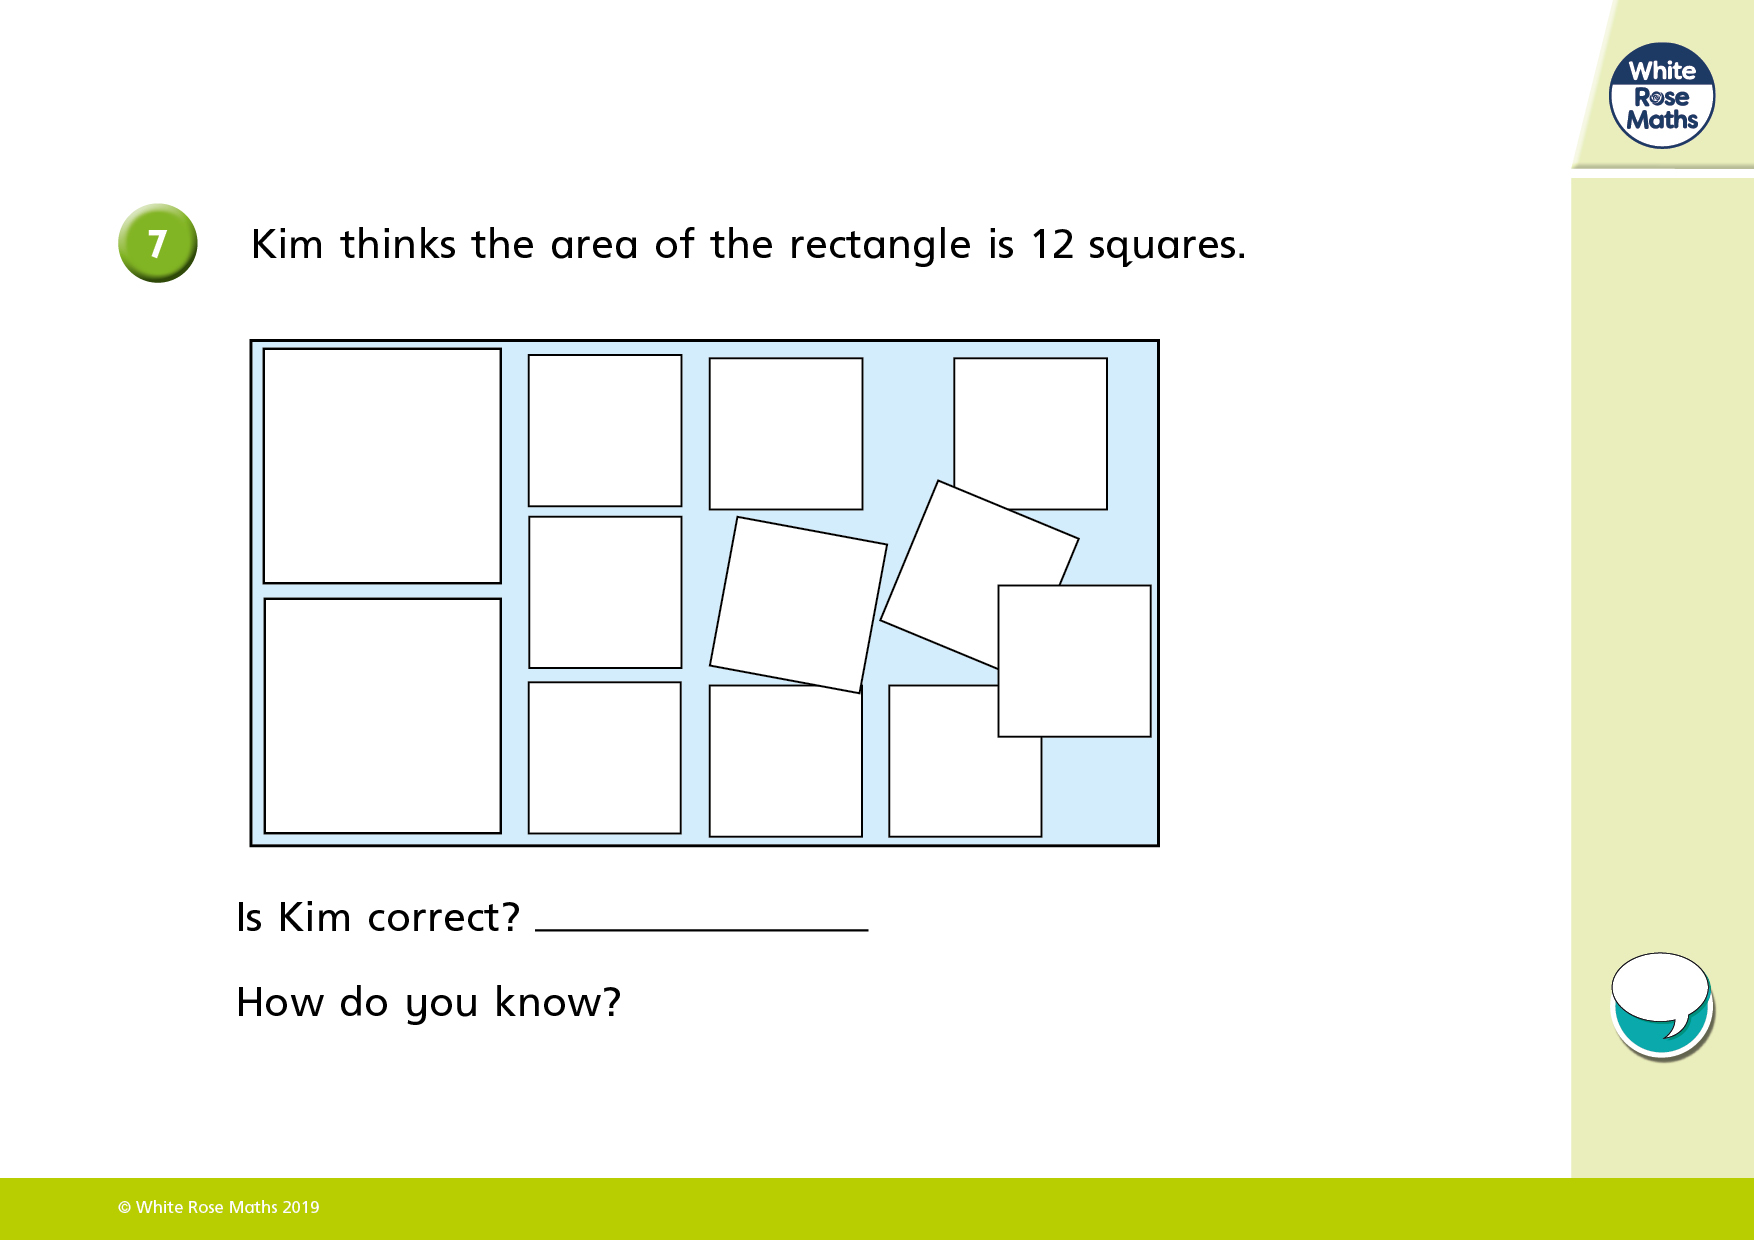 White
Rose
Maths
7 Kim thinks the area of the rectangle is 12 squares.
Is Kim correct?
How do you know?
© White Rose Maths 2019